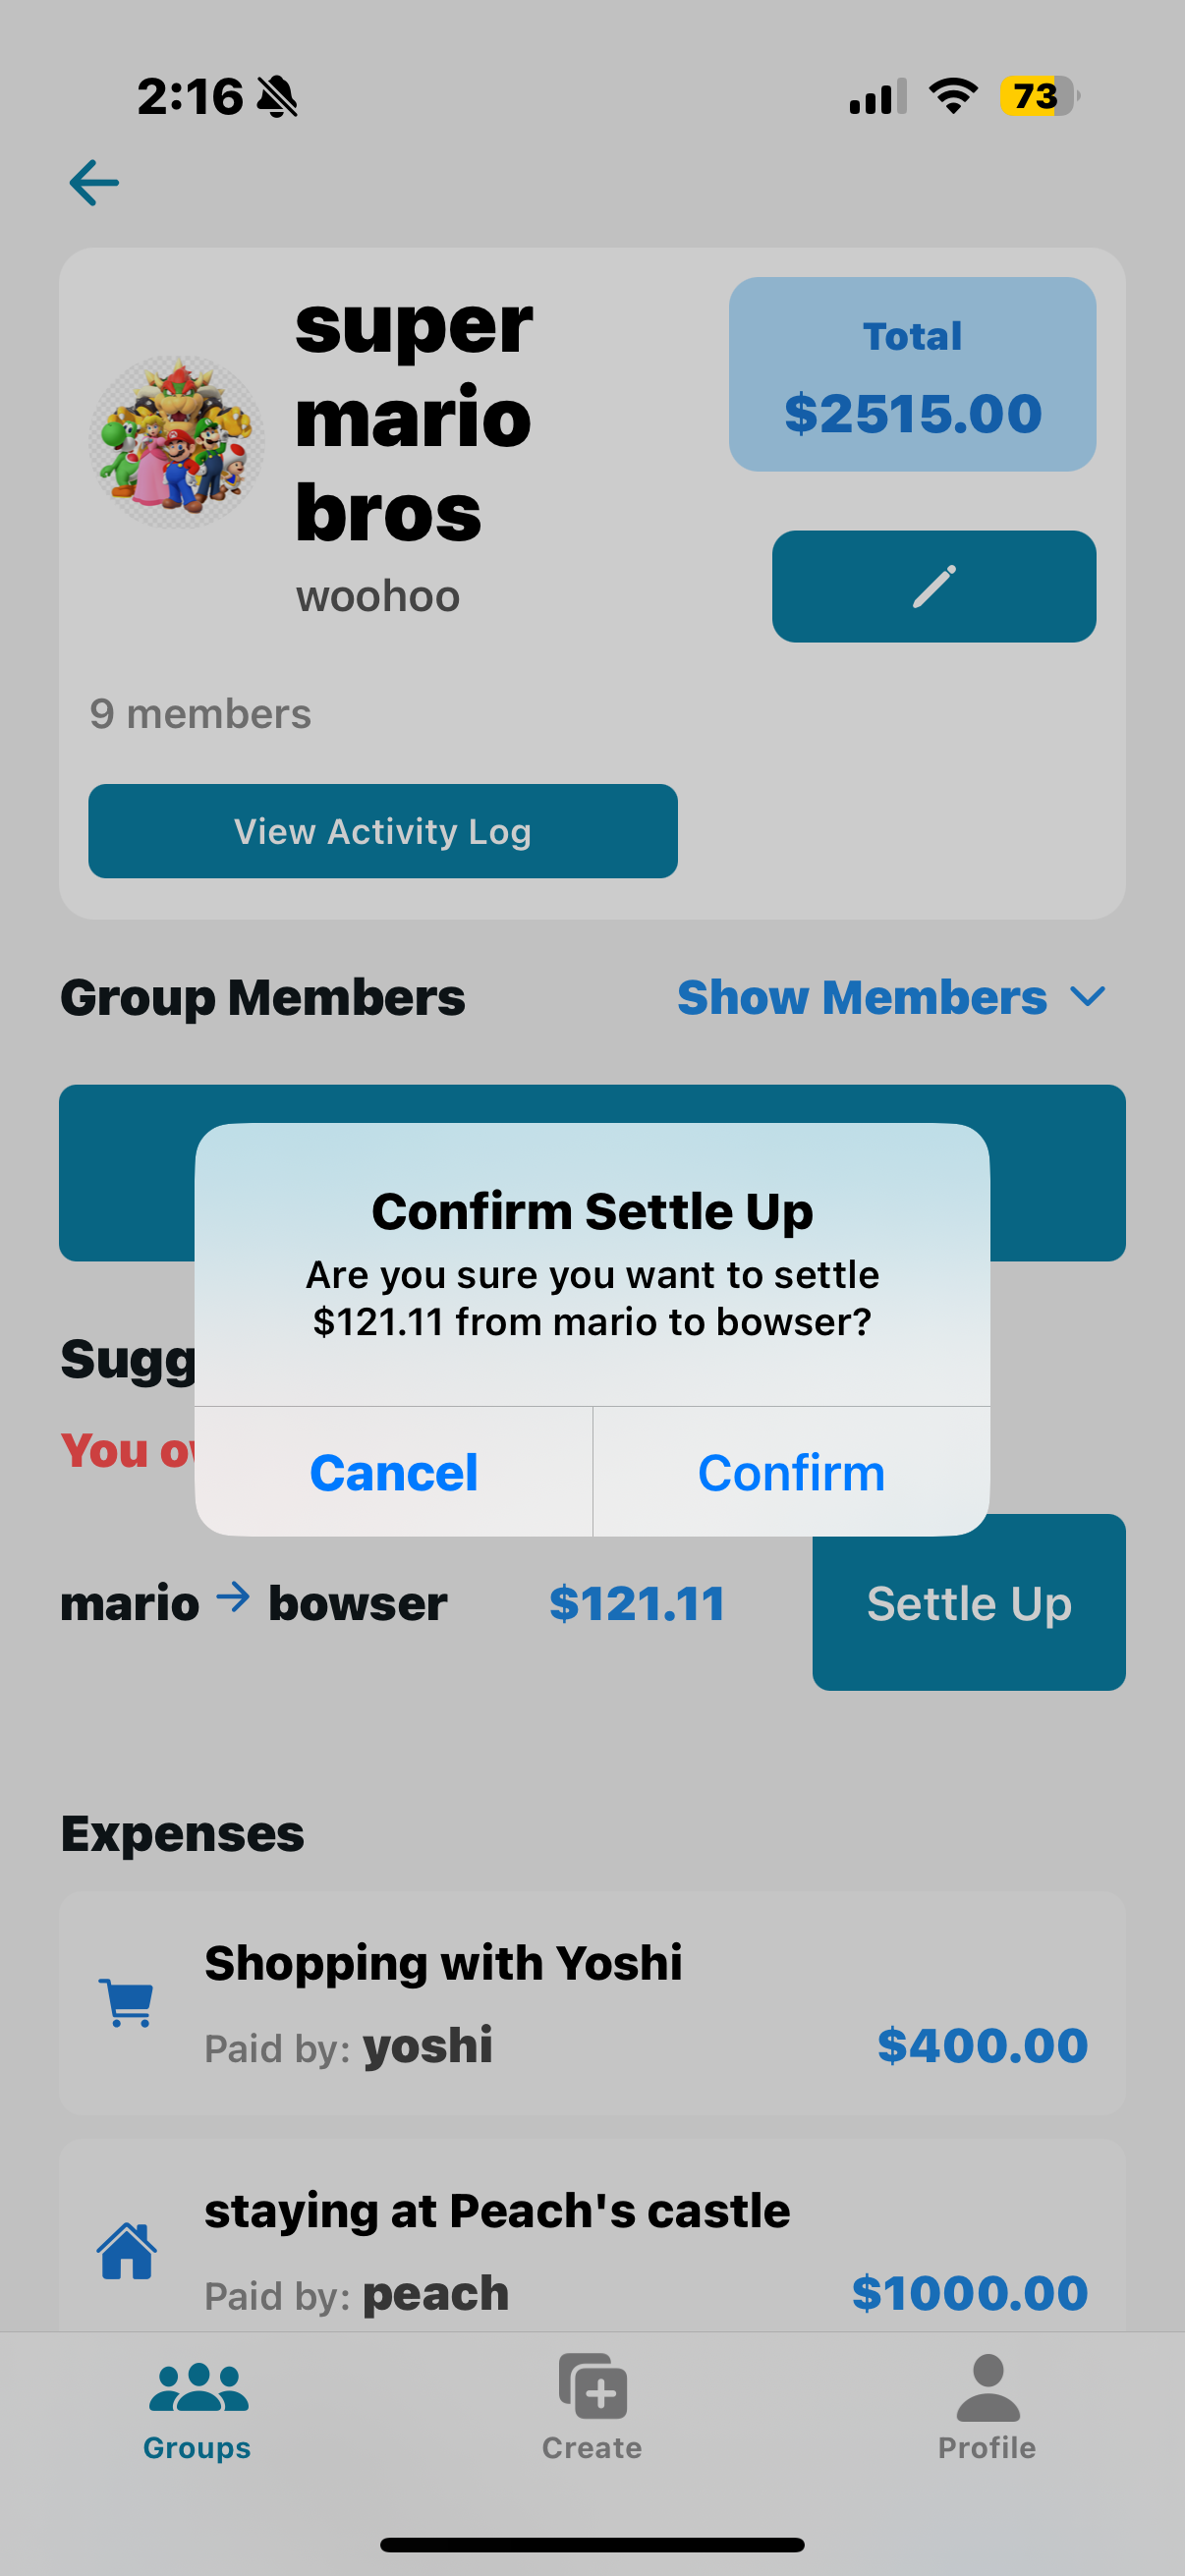 2:16
73
super
mario
bros
woohoo
Total
$2515.00
9 members
View Activity Log
Group Members
Show Members
Confirm Settle Up
Are you sure you want to settle
$121.11 from mario to bowser?
Cancel
Confirm
You
mario → bowser
$121.11
Settle Up
Expenses
Shopping with Yoshi
Paid by: yoshi
$400.00
staying at Peach's castle
Paid by: peach
$1000.00
Groups
Create
Profile